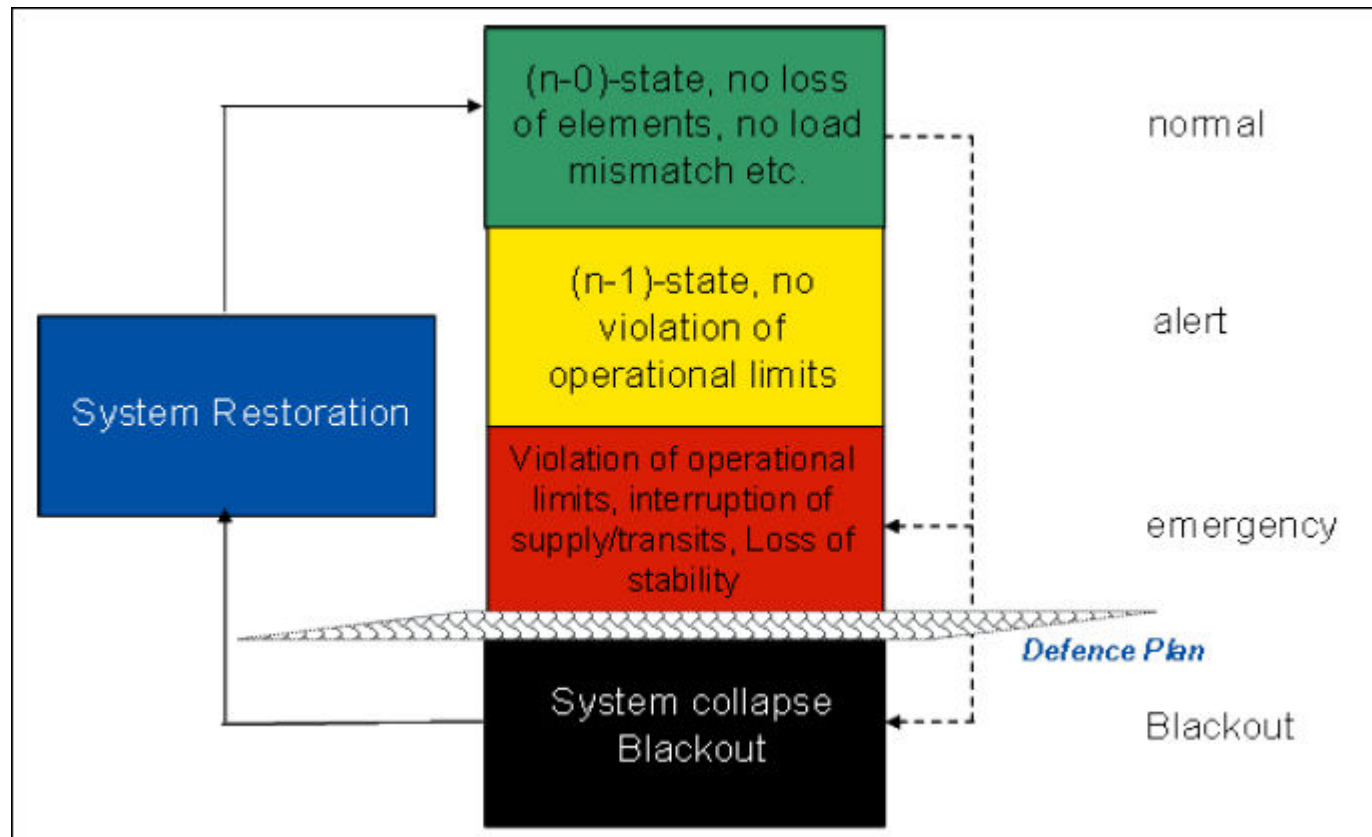 (n-0)-state, no loss
of elements, no load
mismatch etc.
normal
(n-1)-state, no
violation of
operational limits
alert
System Restoration
Violation of operational
limits, interruption of
supply/transits, Loss of
stability
emergency
Defence Plan
System collapse
Blackout
Blackout